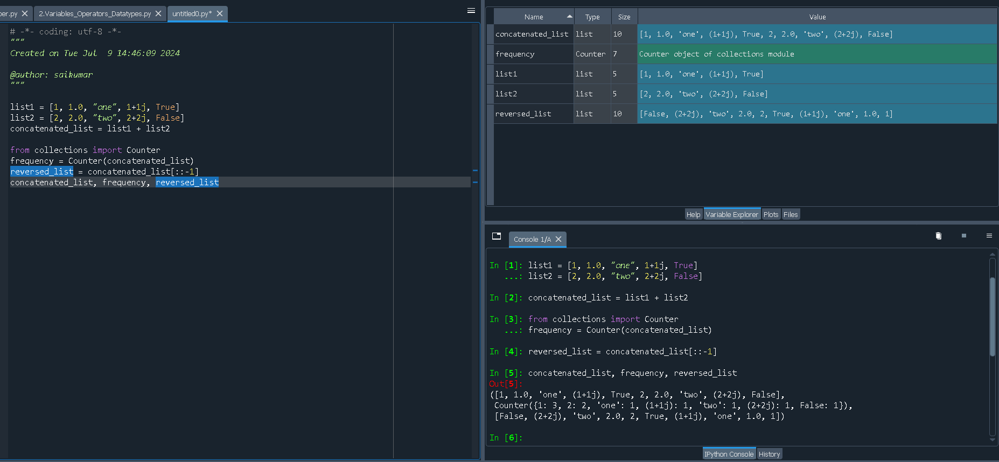 per.py
2.Variables_Operators_Datatypes.py
untitled0.py*
# -*- coding: utf-8 -*-
"""
Created on Tue Jul  9 14:46:09 2024
@author: saikumar
"""
list1 = [1, 1.0, "one", 1+1j, True]
list2 = [2, 2.0, "two", 2+2j, False]
concatenated_list = list1 + list2
from collections import Counter
frequency = Counter(concatenated_list)
reversed_list = concatenated_list[::-1]
concatenated_list, frequency, reversed_list
Name Type Size Value
concatenated_list list 10 [1, 1.0, 'one', (1+1j), True, 2, 2.0, 'two', (2+2j), False]
frequency Counter 7 Counter object of collections module
list1 list 5 [1, 1.0, 'one', (1+1j), True]
list2 list 5 [2, 2.0, 'two', (2+2j), False]
reversed_list list 10 [False, (2+2j), 'two', 2.0, 2, True, (1+1j), 'one', 1.0, 1]
Help Variable Explorer Plots Files
Console 1/A
In [1]: list1 = [1, 1.0, "one", 1+1j, True]
...: list2 = [2, 2.0, "two", 2+2j, False]
In [2]: concatenated_list = list1 + list2
In [3]: from collections import Counter
...: frequency = Counter(concatenated_list)
In [4]: reversed_list = concatenated_list[::-1]
In [5]: concatenated_list, frequency, reversed_list
Out[5]:
([1, 1.0, 'one', (1+1j), True, 2, 2.0, 'two', (2+2j), False],
Counter({1: 3, 2: 2, 'one': 1, (1+1j): 1, 'two': 1, (2+2j): 1, False: 1}),
[False, (2+2j), 'two', 2.0, 2, True, (1+1j), 'one', 1.0, 1])
In [6]:
IPython Console History